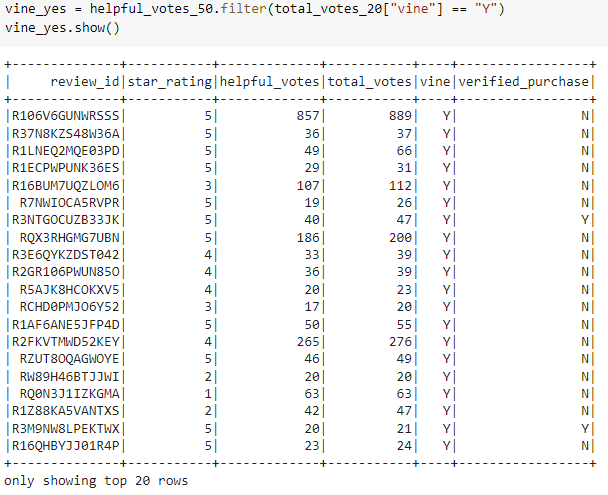 vine_yes = helpful_votes_50.filter(total_votes_20["vine"] == "Y")
vine_yes.show()
+--------------+-----------+-------------+-----------+----+-----------------+
|     review_id|star_rating|helpful_votes|total_votes|vine|verified_purchase|
+--------------+-----------+-------------+-----------+----+-----------------+
|R106V6GUNWRSSS|          5|          857|        889|   Y|                N|
|R37N8KZS48W36A|          5|           36|         37|   Y|                N|
|R1LNEQ2MQE03PD|          5|           49|         66|   Y|                N|
|R1ECPWPUNK36ES|          5|           29|         31|   Y|                N|
|R16BUM7UQZLOM6|          3|          107|        112|   Y|                N|
| R7NWIOCA5RVPR|          5|           19|         26|   Y|                N|
|R3NTGOCUZB33JK|          5|           40|         47|   Y|                Y|
| RQX3RHGMG7UBN|          5|          186|        200|   Y|                N|
|R3E6QYKZDST042|          4|           33|         39|   Y|                N|
|R2GR106PWUN85O|          4|           36|         39|   Y|                N|
| R5AJK8HCOKXV5|          4|           20|         23|   Y|                N|
| RCHD0PMJO6Y52|          3|           17|         20|   Y|                N|
|R1AF6ANE5JFP4D|          5|           50|         55|   Y|                N|
|R2FKVTMWD52KEY|          4|          265|        276|   Y|                N|
| RZUT8OQAGWOYE|          5|           46|         49|   Y|                N|
| RW89H46BTJJWI|          2|           20|         20|   Y|                N|
| RQ0N3J1IZKGMA|          1|           63|         63|   Y|                N|
|R1Z88KA5VANTXS|          2|           42|         47|   Y|                N|
|R3M9NW8LPEKTWX|          5|           20|         21|   Y|                Y|
|R16QHBYJJ01R4P|          5|           23|         24|   Y|                N|
+--------------+-----------+-------------+-----------+----+-----------------+
only showing top 20 rows